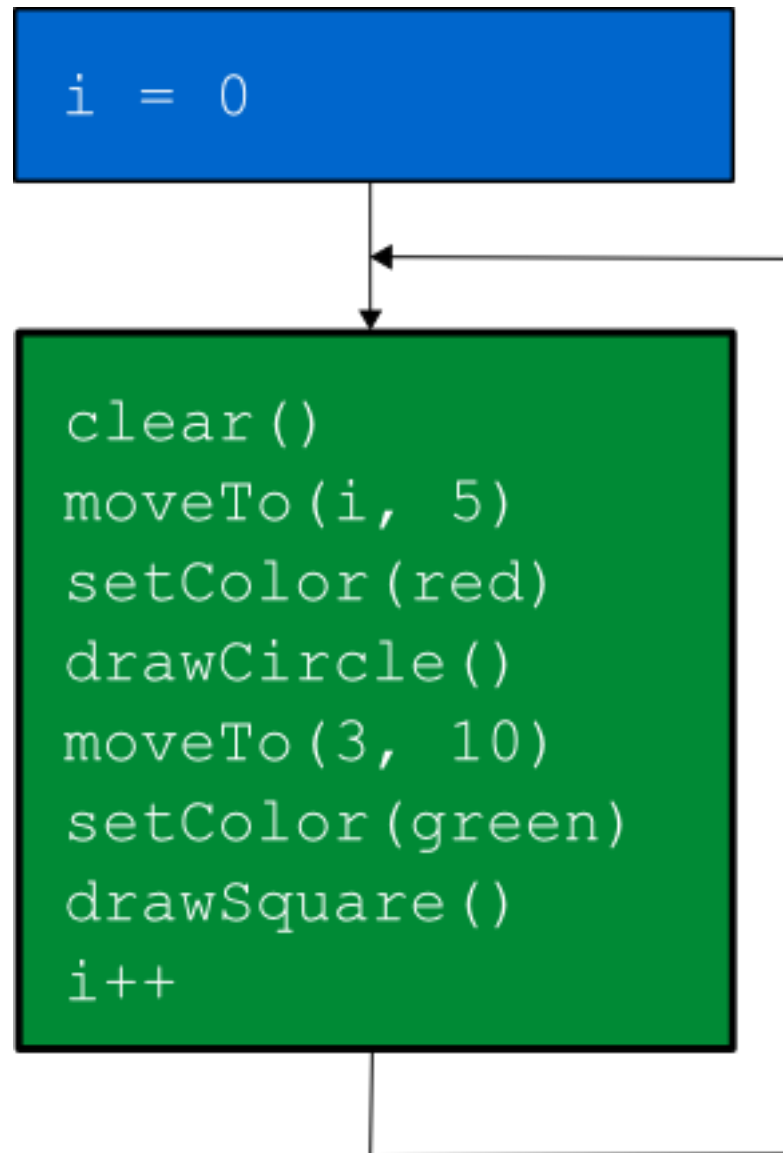 i = 0
clear()
moveTo(i, 5)
setColor(red)
drawCircle()
moveTo(3, 10)
setColor(green)
drawSquare()
i++